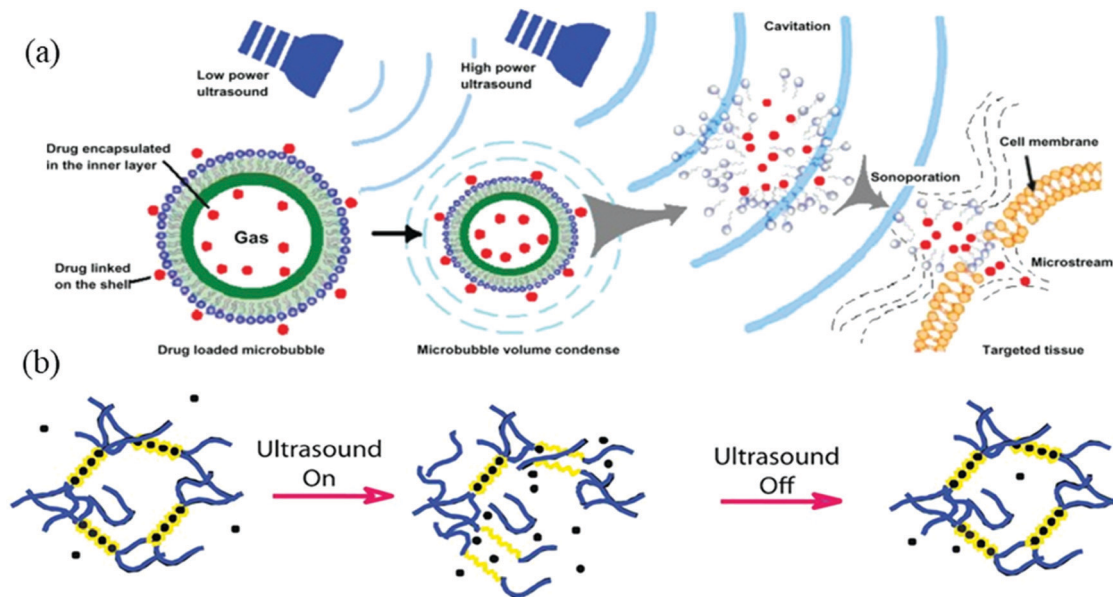 (a)
Low power
ultrasound
High power
ultrasound
Cavitation
Drug encapsulated
in the inner layer
Gas
Drug linked
on the shell
Drug loaded microbubble
Microbubble volume condense
Sonoporation
Cell membrane
Microstream
Targeted tissue
(b)
Ultrasound
On
Ultrasound
Off